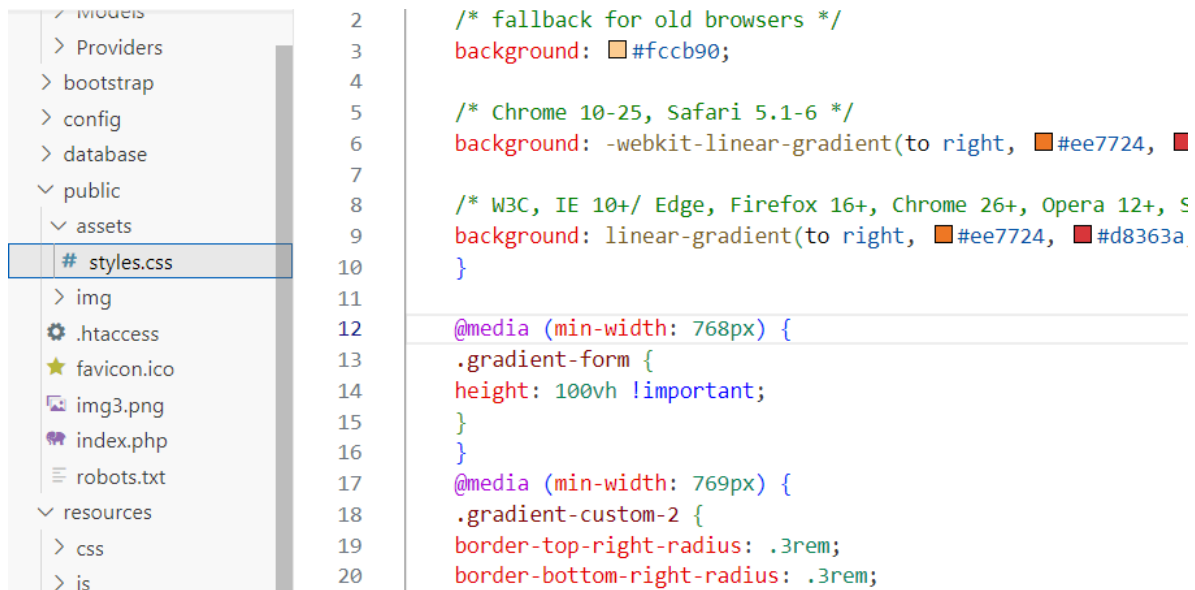 Models
Providers
bootstrap
config
database
public
assets
# styles.css
img
.htaccess
favicon.ico
img3.png
index.php
robots.txt
resources
css
js
2 /* fallback for old browsers */
3 background: #fccb90;
4
5 /* Chrome 10-25, Safari 5.1-6 */
6 background: -webkit-linear-gradient(to right, #ee7724,
7
8 /* W3C, IE 10+/ Edge, Firefox 16+, Chrome 26+, Opera 12+, S
9 background: linear-gradient(to right, #ee7724, #d8363a,
10 }
11
12 @media (min-width: 768px) {
13 .gradient-form {
14 height: 100vh !important;
15 }
16 }
17 @media (min-width: 769px) {
18 .gradient-custom-2 {
19 border-top-right-radius: .3rem;
20 border-bottom-right-radius: .3rem;